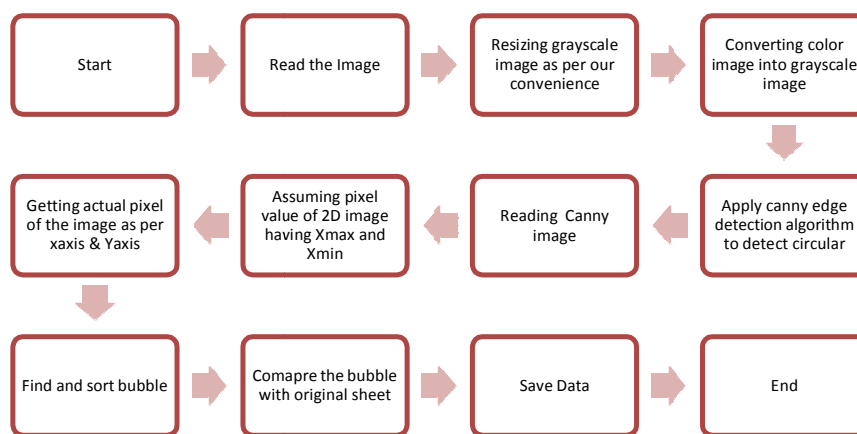 Start
Read the Image
Resizing grayscale
image as per our
convenience
Converting color
image into grayscale
image
Getting actual pixel
of the image as per
xaxis & Yaxis
Assuming pixel
value of 2D image
having Xmax and
Xmin
Reading Canny
image
Apply canny edge
detection algorithm
to detect circular
Find and sort bubble
Comapre the bubble
with original sheet
Save Data
End